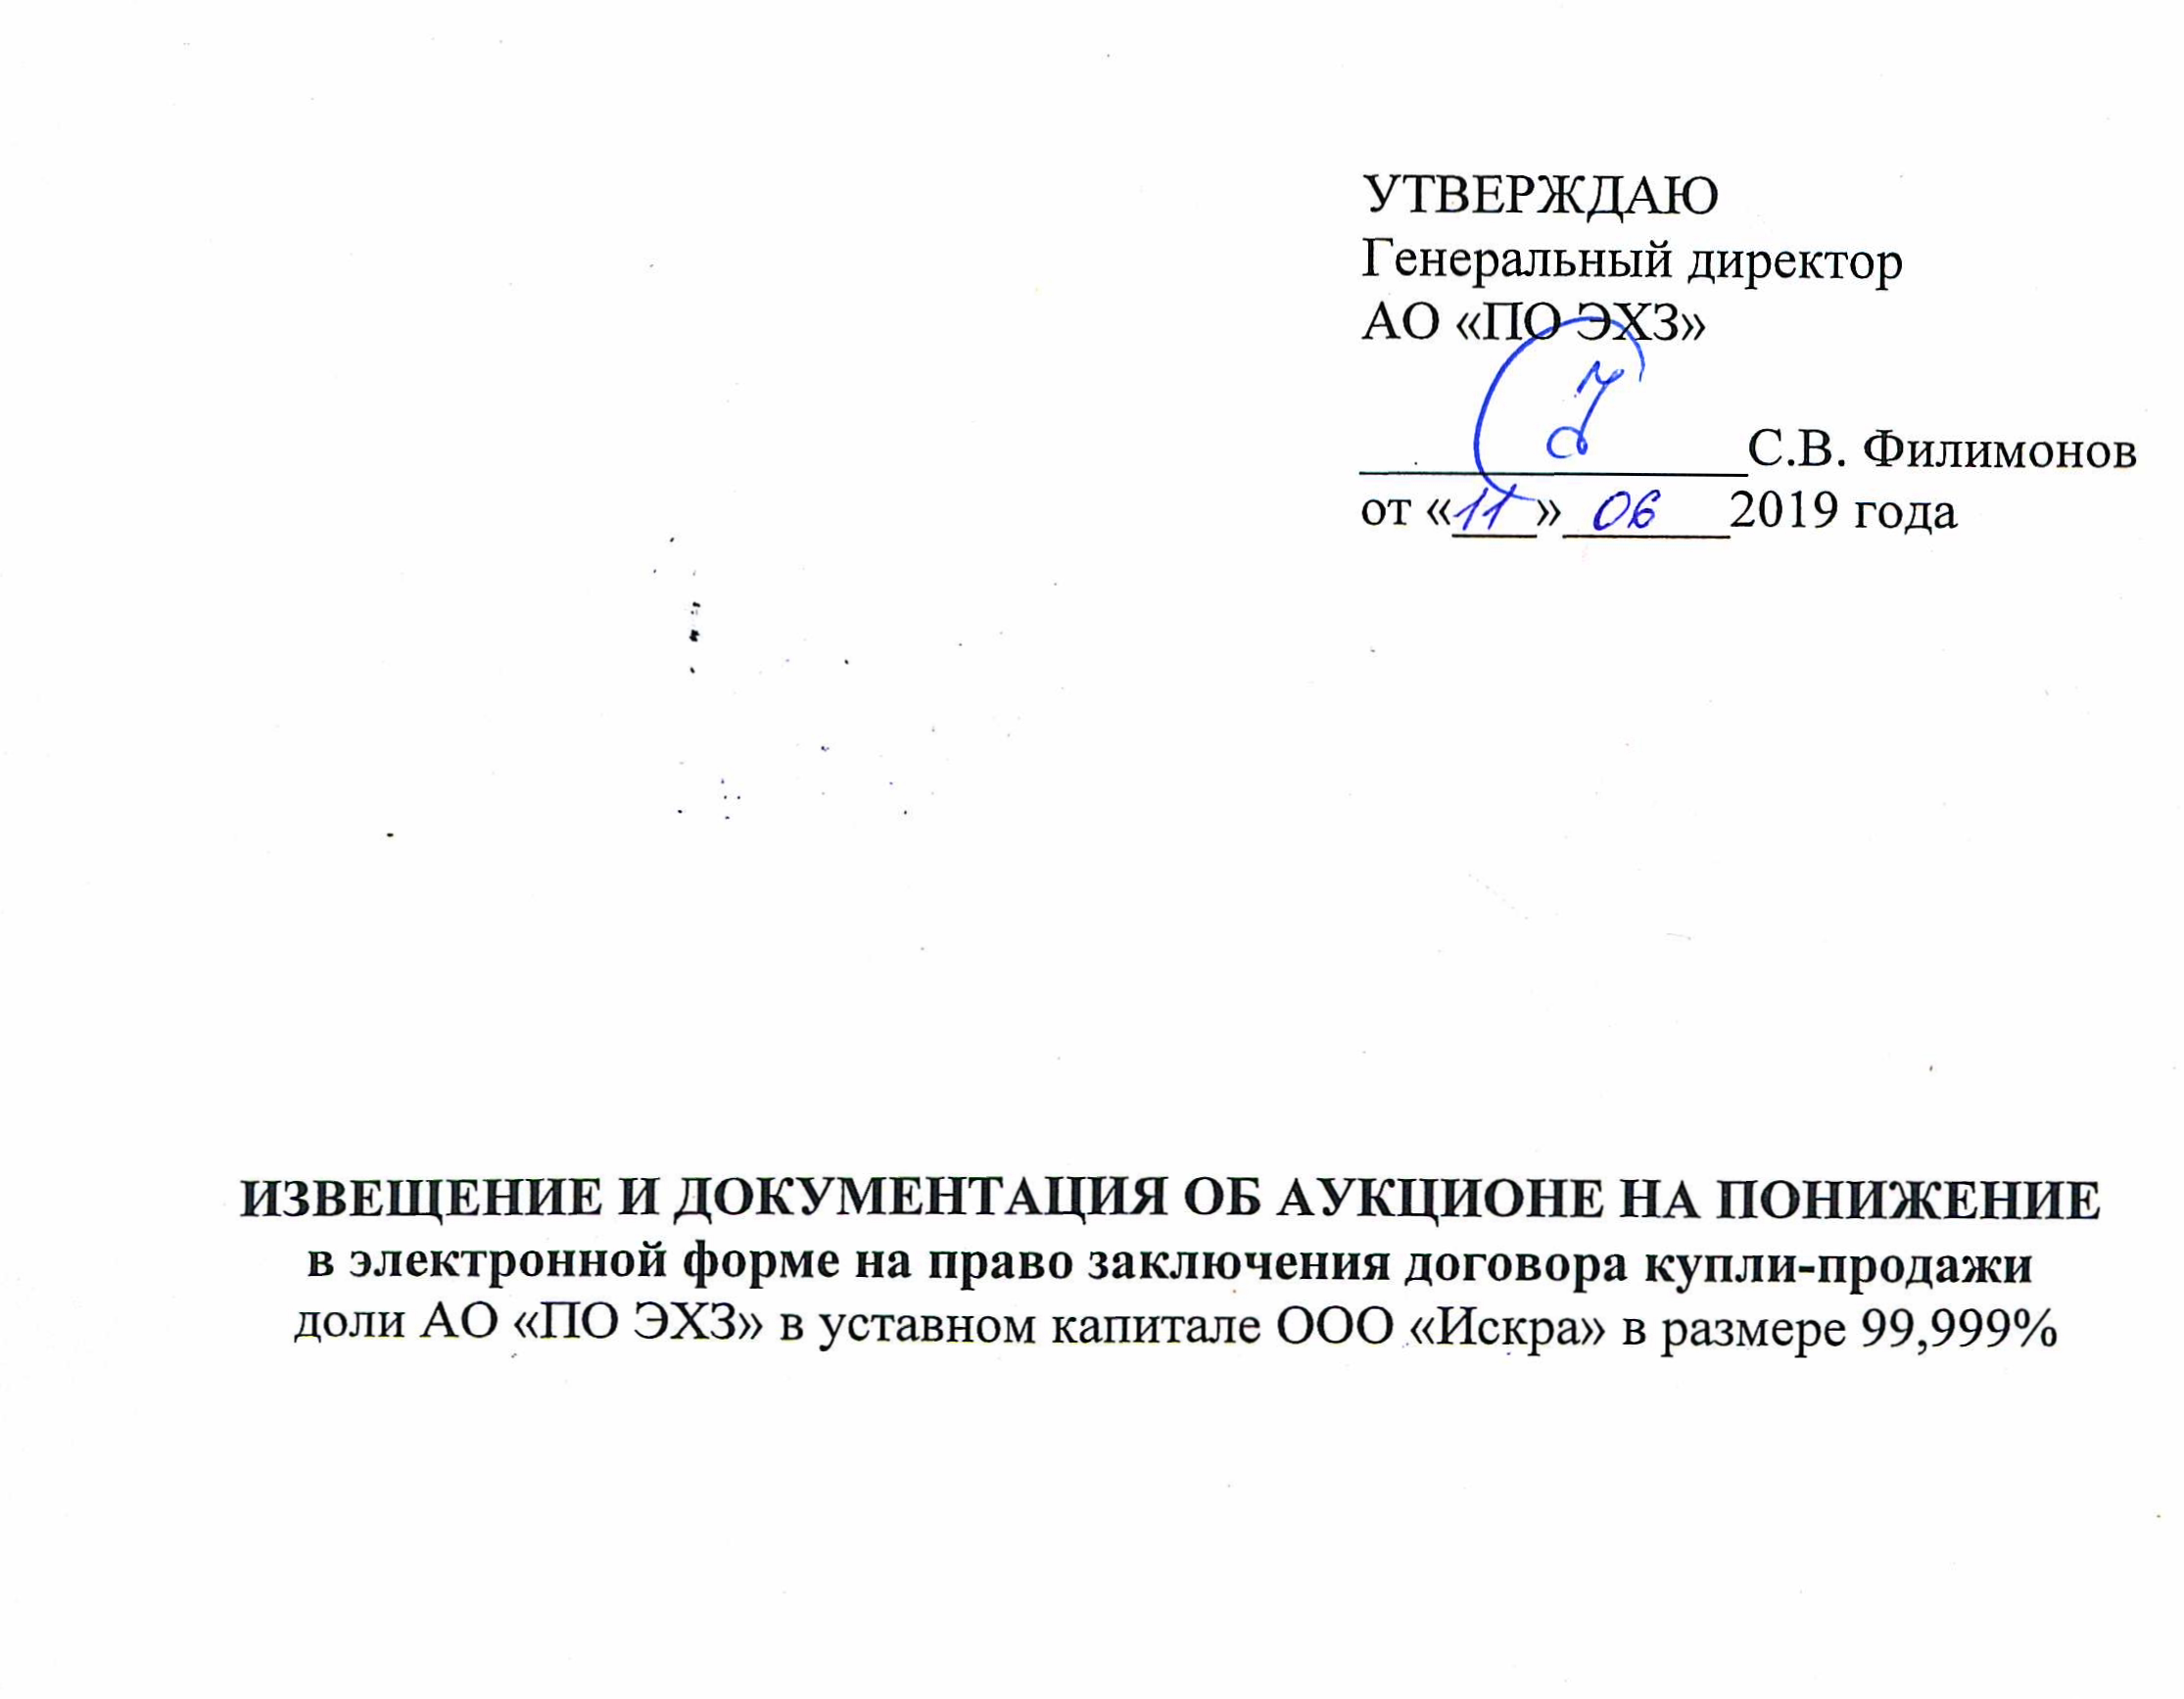 УТВЕРЖДАЮ
Генеральный директор
АО «ПО ЭХЗ»
С.В. Филимонов
от «11» 06 2019 года
ИЗВЕЩЕНИЕ И ДОКУМЕНТАЦИЯ ОБ АУКЦИОНЕ НА ПОНИЖЕНИЕ
в электронной форме на право заключения договора купли-продажи
доли АО «ПО ЭХЗ» в уставном капитале ООО «Искра» в размере 99,999%